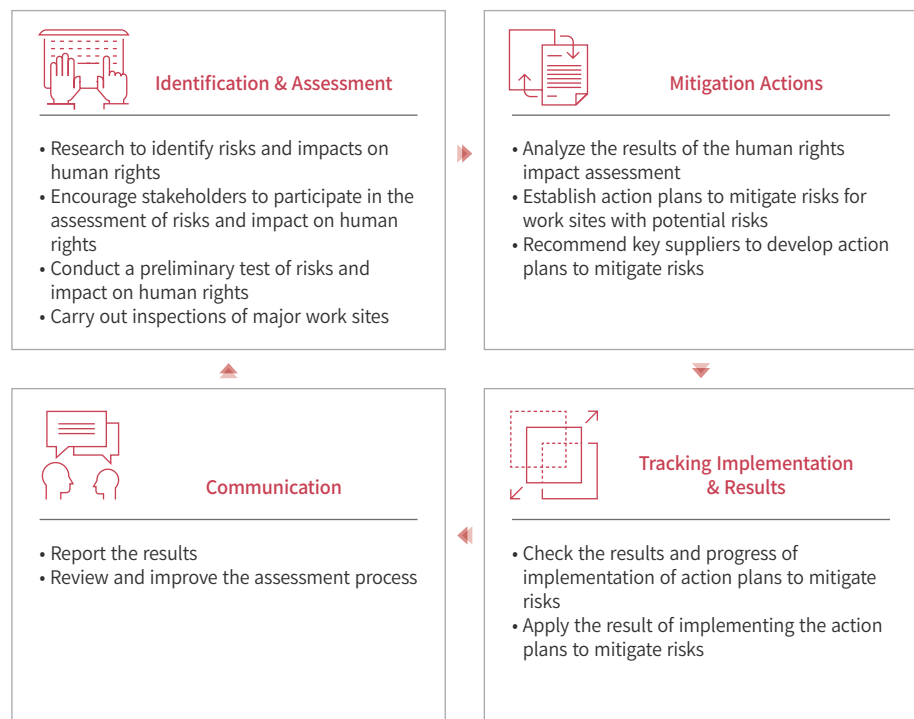 Identification & Assessment
• Research to identify risks and impacts on
human rights
• Encourage stakeholders to participate in the
assessment of risks and impact on human
rights
• Conduct a preliminary test of risks and
impact on human rights
• Carry out inspections of major work sites
Mitigation Actions
• Analyze the results of the human rights
impact assessment
• Establish action plans to mitigate risks for
work sites with potential risks
• Recommend key suppliers to develop action
plans to mitigate risks
Tracking Implementation
& Results
• Check the results and progress of
implementation of action plans to mitigate
risks
• Apply the result of implementing the action
plans to mitigate risks
Communication
• Report the results
• Review and improve the assessment process